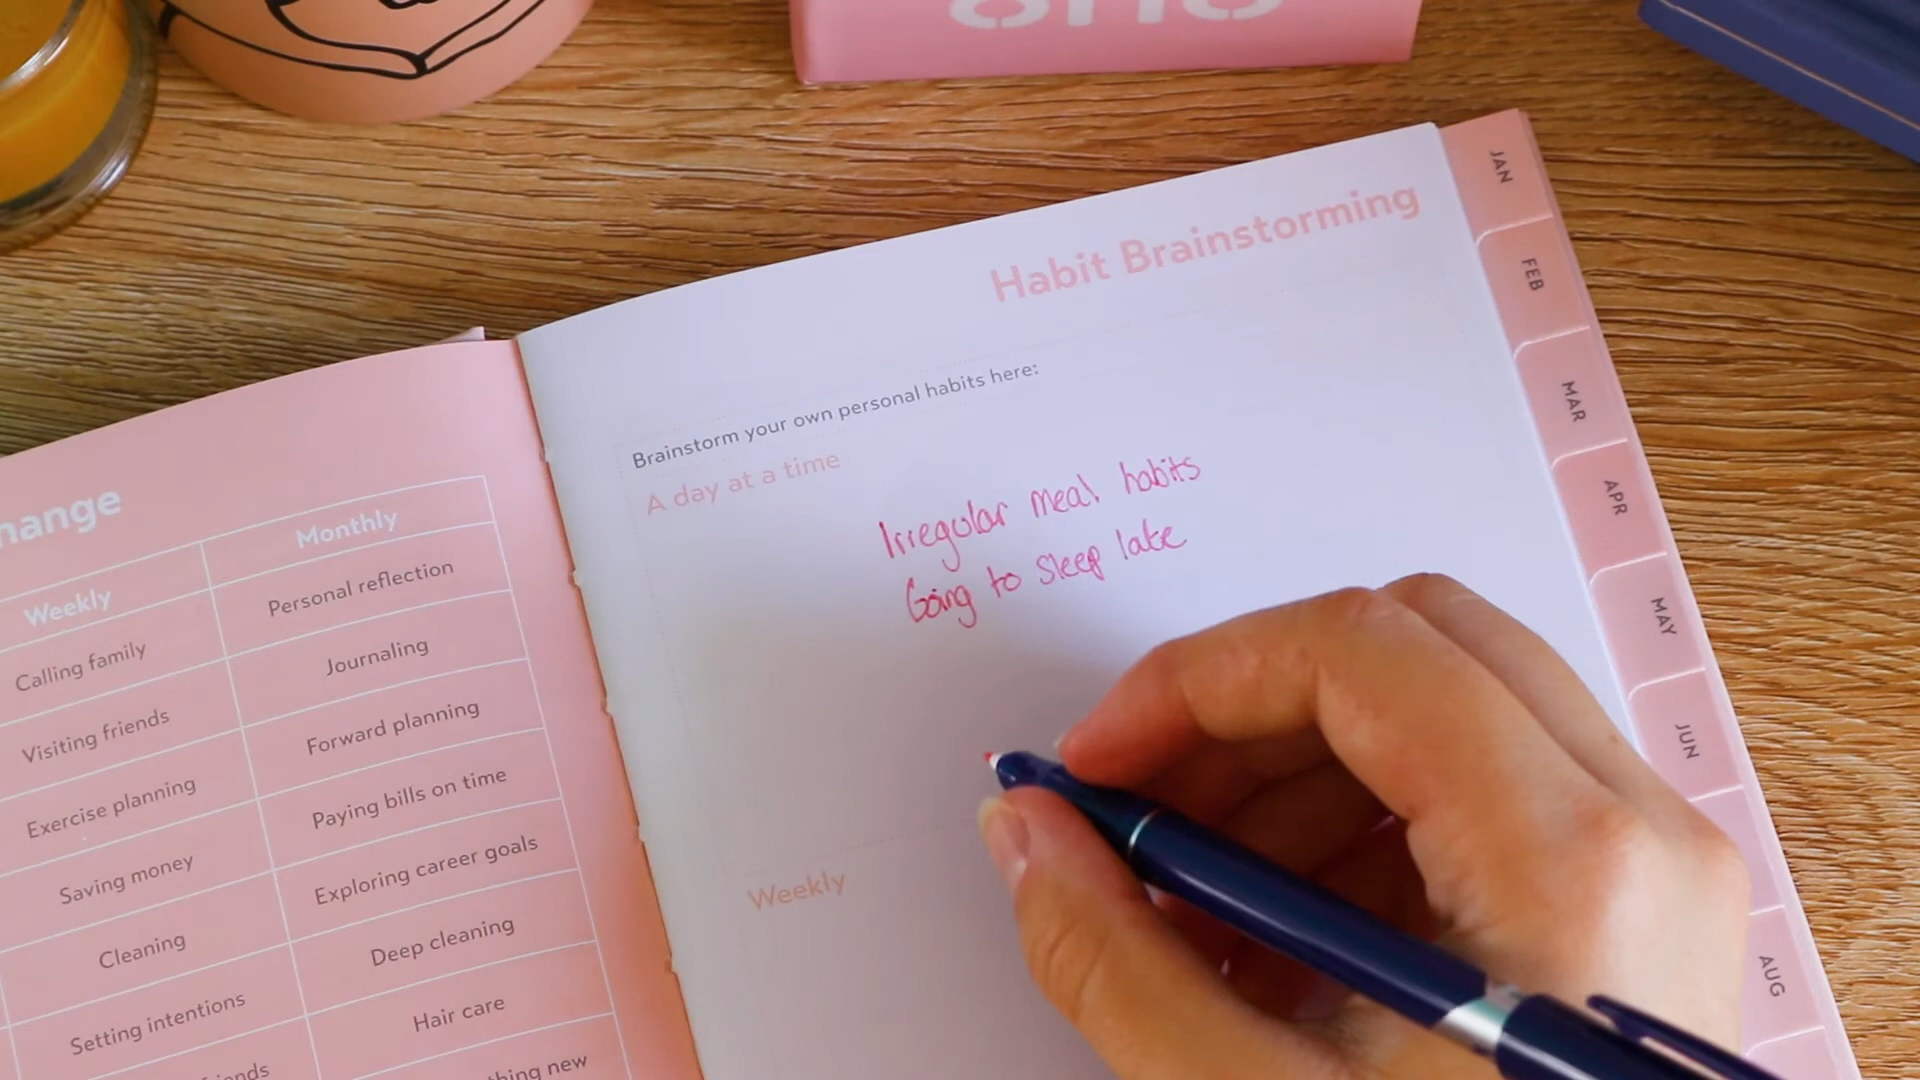 Habit Brainstorming
Brainstorm your own personal habits here:
A day at a time
Irregular meal habits
Going to sleep late
Weekly
Weekly
Monthly
Calling family
Personal reflection
Visiting friends
Journaling
Exercise planning
Forward planning
Saving money
Paying bills on time
Cleaning
Exploring career goals
Setting intentions
Deep cleaning
Hair care
new
JAN
FEB
MAR
APR
MAY
JUN
AUG